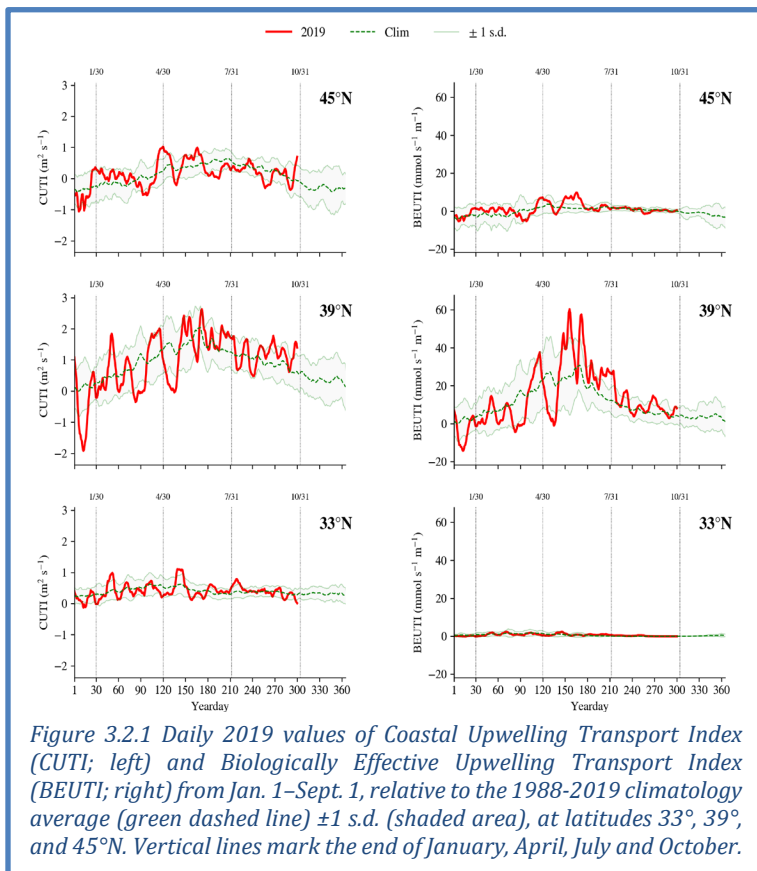 2019 Clim ± 1 s.d.
1/30 4/30 7/31 10/31
45°N
3
2
1
0
−1
−2
CUTI (m² s⁻¹)
1/30 4/30 7/31 10/31
45°N
60
40
20
0
−20
BEUTI (mmol s⁻¹ m⁻¹)
1/30 4/30 7/31 10/31
39°N
3
2
1
0
−1
−2
CUTI (m² s⁻¹)
1/30 4/30 7/31 10/31
39°N
60
40
20
0
−20
BEUTI (mmol s⁻¹ m⁻¹)
1/30 4/30 7/31 10/31
33°N
3
2
1
0
−1
−2
CUTI (m² s⁻¹)
1 30 60 90 120 150 180 210 240 270 300 330 360
Yearday
1/30 4/30 7/31 10/31
33°N
60
40
20
0
−20
BEUTI (mmol s⁻¹ m⁻¹)
1 30 60 90 120 150 180 210 240 270 300 330 360
Yearday
Figure 3.2.1 Daily 2019 values of Coastal Upwelling Transport Index
(CUTI; left) and Biologically Effective Upwelling Transport Index
(BEUTI; right) from Jan. 1–Sept. 1, relative to the 1988-2019 climatology
average (green dashed line) ±1 s.d. (shaded area), at latitudes 33°, 39°,
and 45°N. Vertical lines mark the end of January, April, July and October.